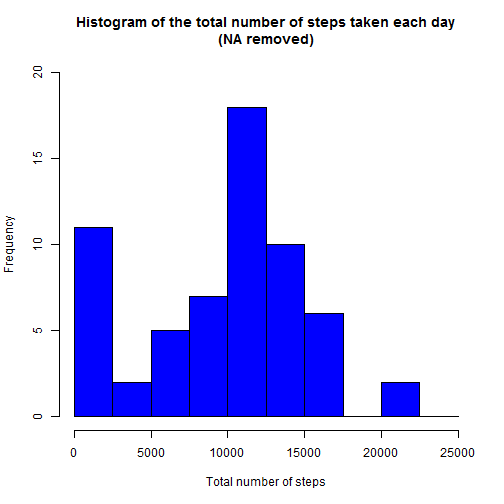 Histogram of the total number of steps taken each day
(NA removed)
Frequency
20
15
10
5
0
0 5000 10000 15000 20000 25000
Total number of steps